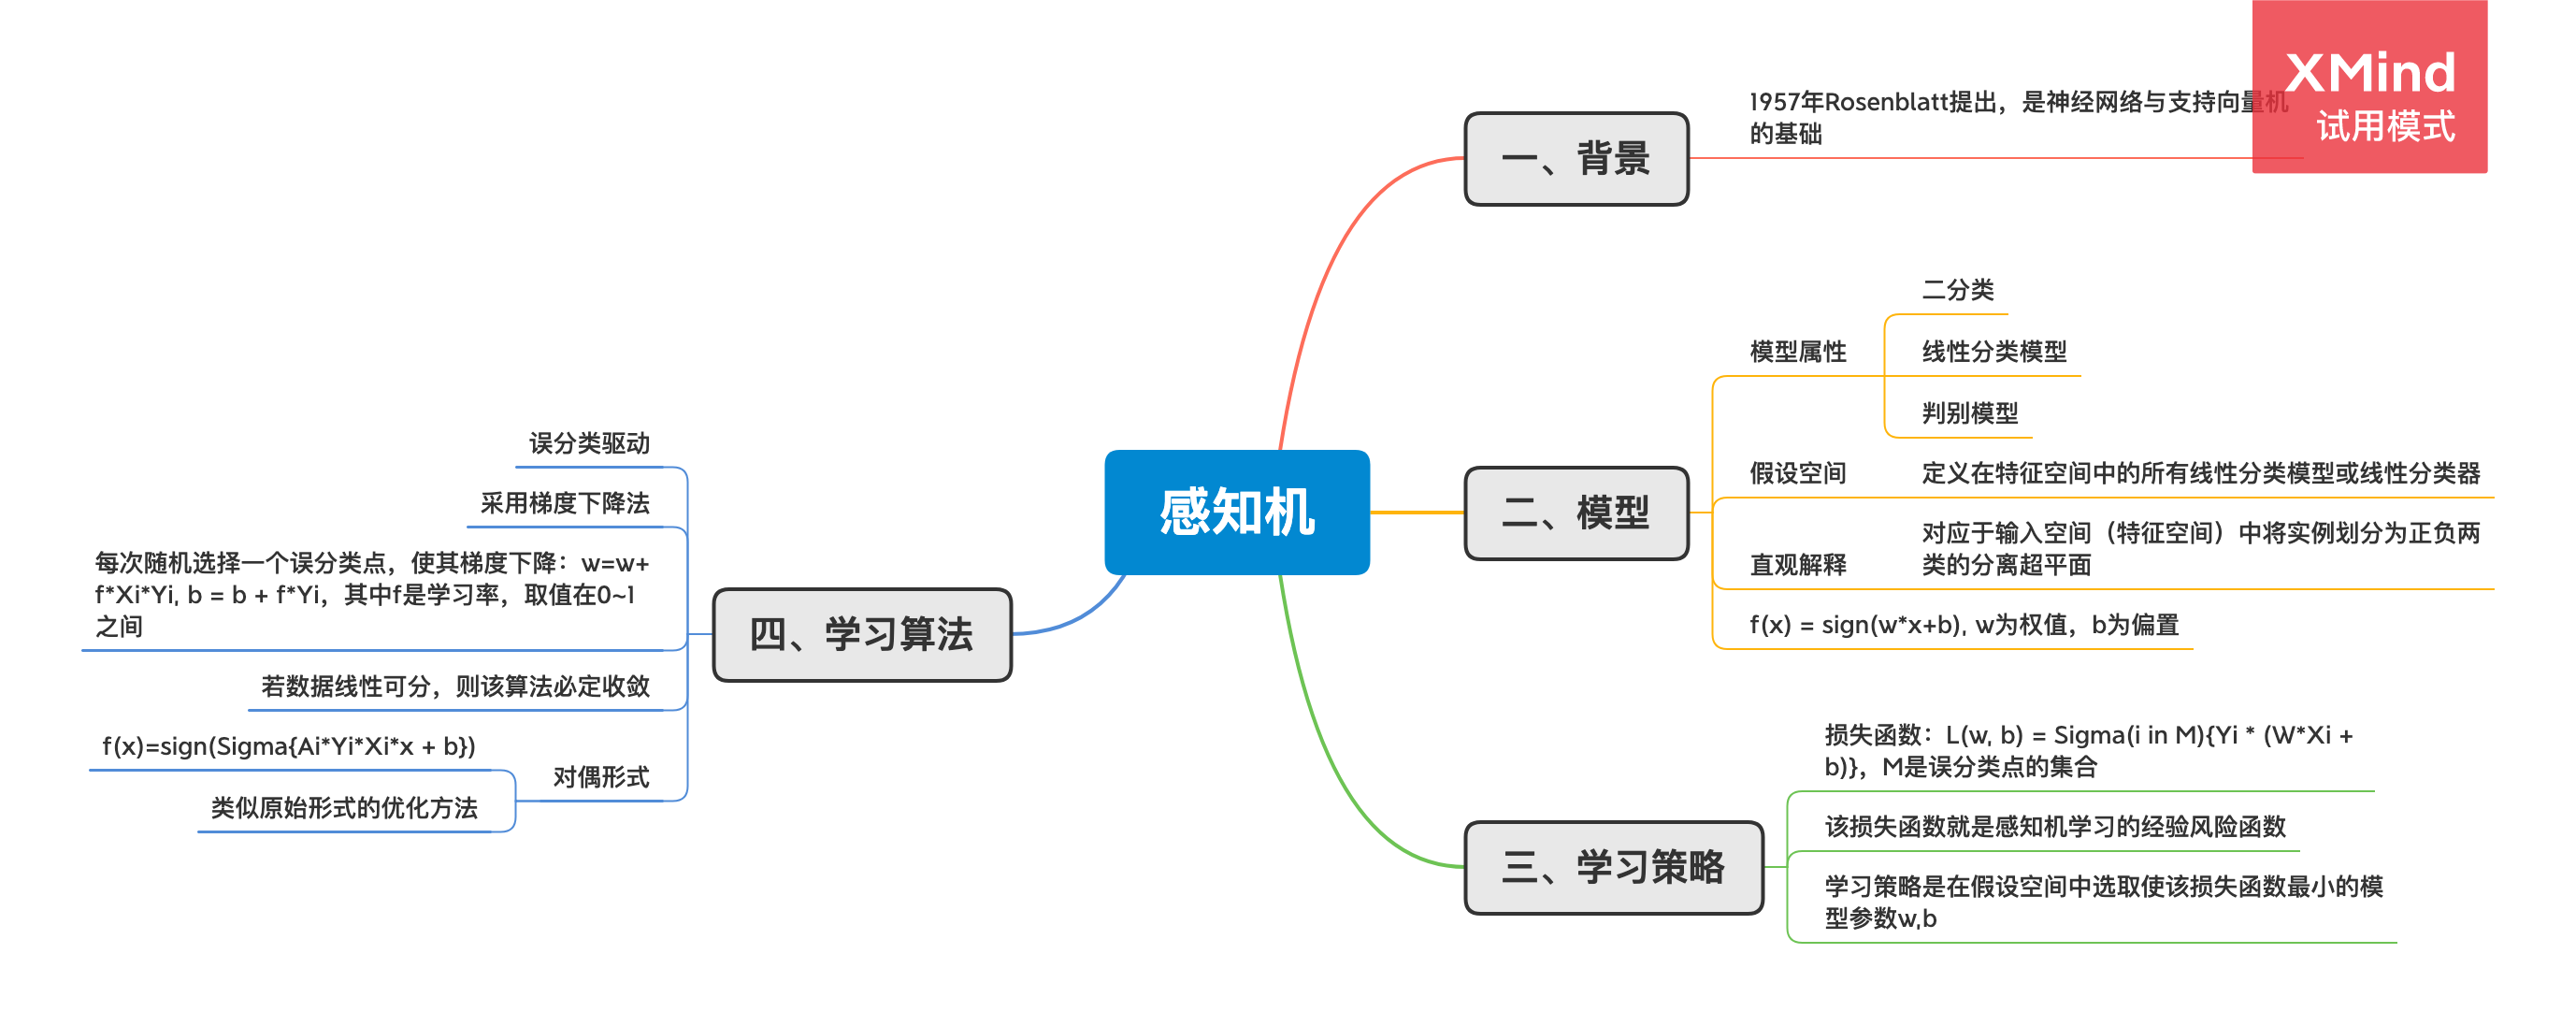 XMind
试用模式
感知机
一、背景
1957年Rosenblatt提出，是神经网络与支持向量机
的基础
二、模型
模型属性
二分类
线性分类模型
判别模型
假设空间
定义在特征空间中的所有线性分类模型或线性分类器
直观解释
对应于输入空间（特征空间）中将实例划分为正负两
类的分离超平面
f(x) = sign(w*x+b), w为权值，b为偏置
三、学习策略
损失函数：L(w, b) = Sigma(i in M){Yi * (W*Xi +
b)}，M是误分类点的集合
该损失函数就是感知机学习的经验风险函数
学习策略是在假设空间中选取使该损失函数最小的模
型参数w,b
四、学习算法
误分类驱动
采用梯度下降法
每次随机选择一个误分类点，使其梯度下降：w=w+
f*Xi*Yi, b = b + f*Yi，其中f是学习率，取值在0~1
之间
若数据线性可分，则该算法必定收敛
对偶形式
f(x)=sign(Sigma{Ai*Yi*Xi*x + b})
类似原始形式的优化方法